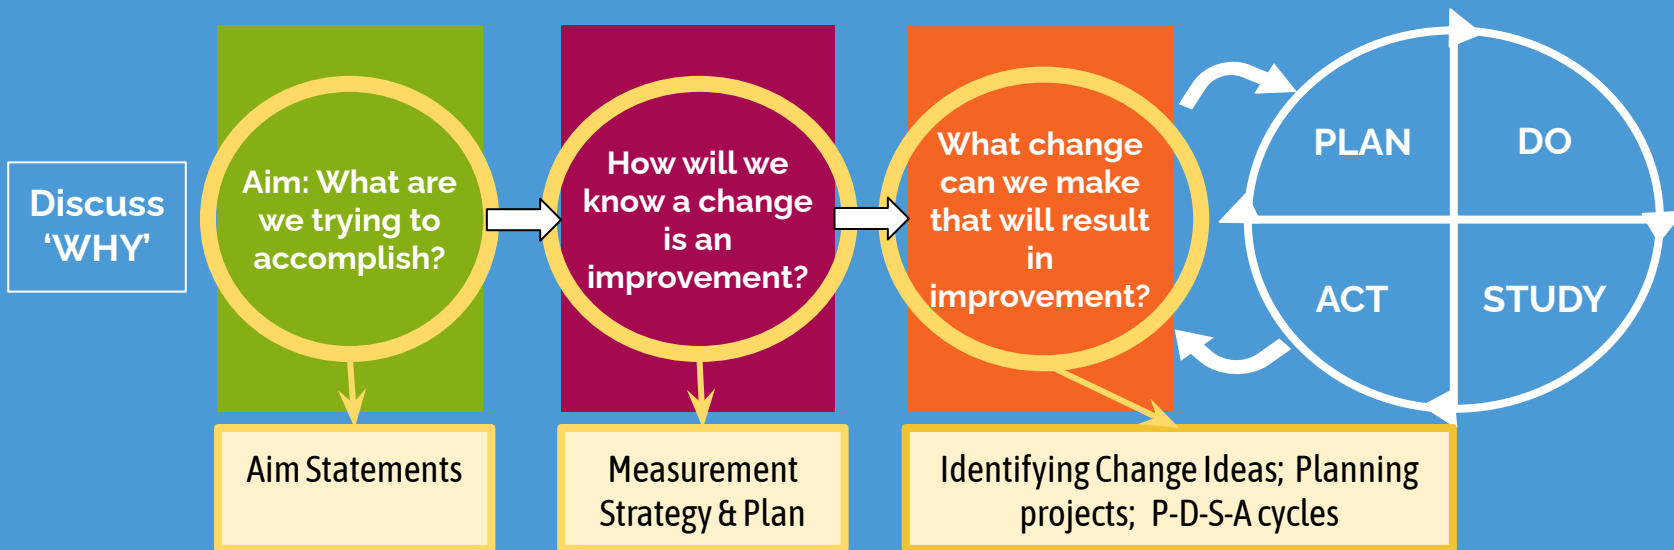 Discuss
‘WHY’
Aim: What are
we trying to
accomplish?
How will we
know a change
is an
improvement?
What change
can we make
that will result
in
improvement?
PLAN
DO
ACT
STUDY
Aim Statements
Measurement
Strategy & Plan
Identifying Change Ideas; Planning
projects; P-D-S-A cycles